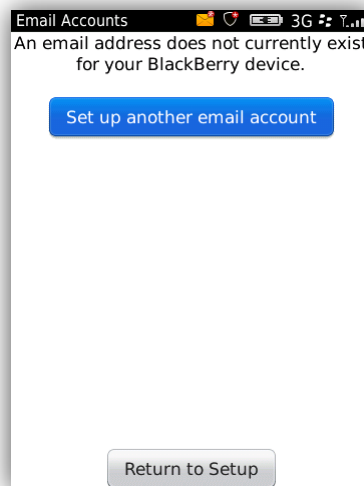 Email Accounts 3G
An email address does not currently exist
for your BlackBerry device.
Set up another email account
Return to Setup